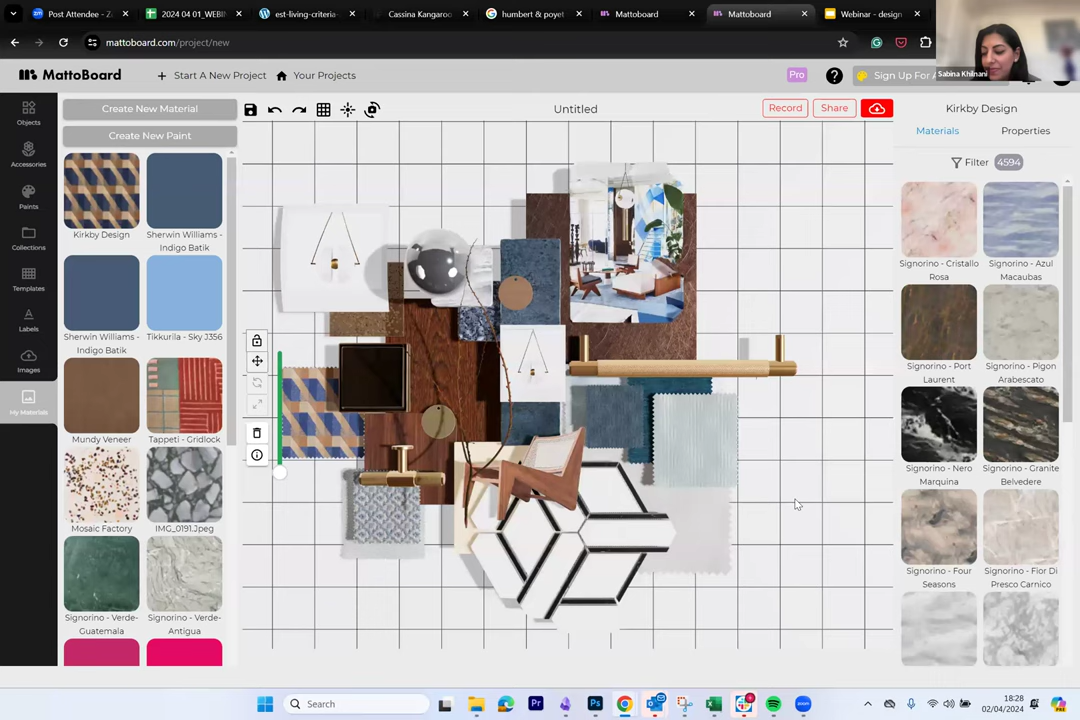 Post Attendee - Z
2024 04 01_WEBI
est-living-criteria-
Cassina Kangaroo
humbert & poyet
Mattoboard
Mattoboard
Webinar - design
mattoboard.com/project/new
Sabina Khilnani
MattoBoard
Start A New Project
Your Projects
Pro
Sign Up For A
Create New Material
Create New Paint
Untitled
Record
Share
Kirkby Design
Materials
Properties
Filter
4594
Objects
Accessories
Paints
Collections
Templates
Labels
Images
My Materials
Kirkby Design
Sherwin Williams -
Indigo Batik
Sherwin Williams -
Indigo Batik
Tikkurila - Sky J356
Mundy Veneer
Tappeti - Gridlock
Mosaic Factory
IMG_0191.Jpeg
Signorino - Verde-
Guatemala
Signorino - Verde-
Antigua
Signorino - Cristallo
Rosa
Signorino - Azul
Macaubas
Signorino - Port
Laurent
Signorino - Pigon
Arabescato
Signorino - Nero
Marquina
Signorino - Granite
Belvedere
Signorino - Four
Seasons
Signorino - Fior Di
Presco Carnico
Search
18:28
02/04/2024